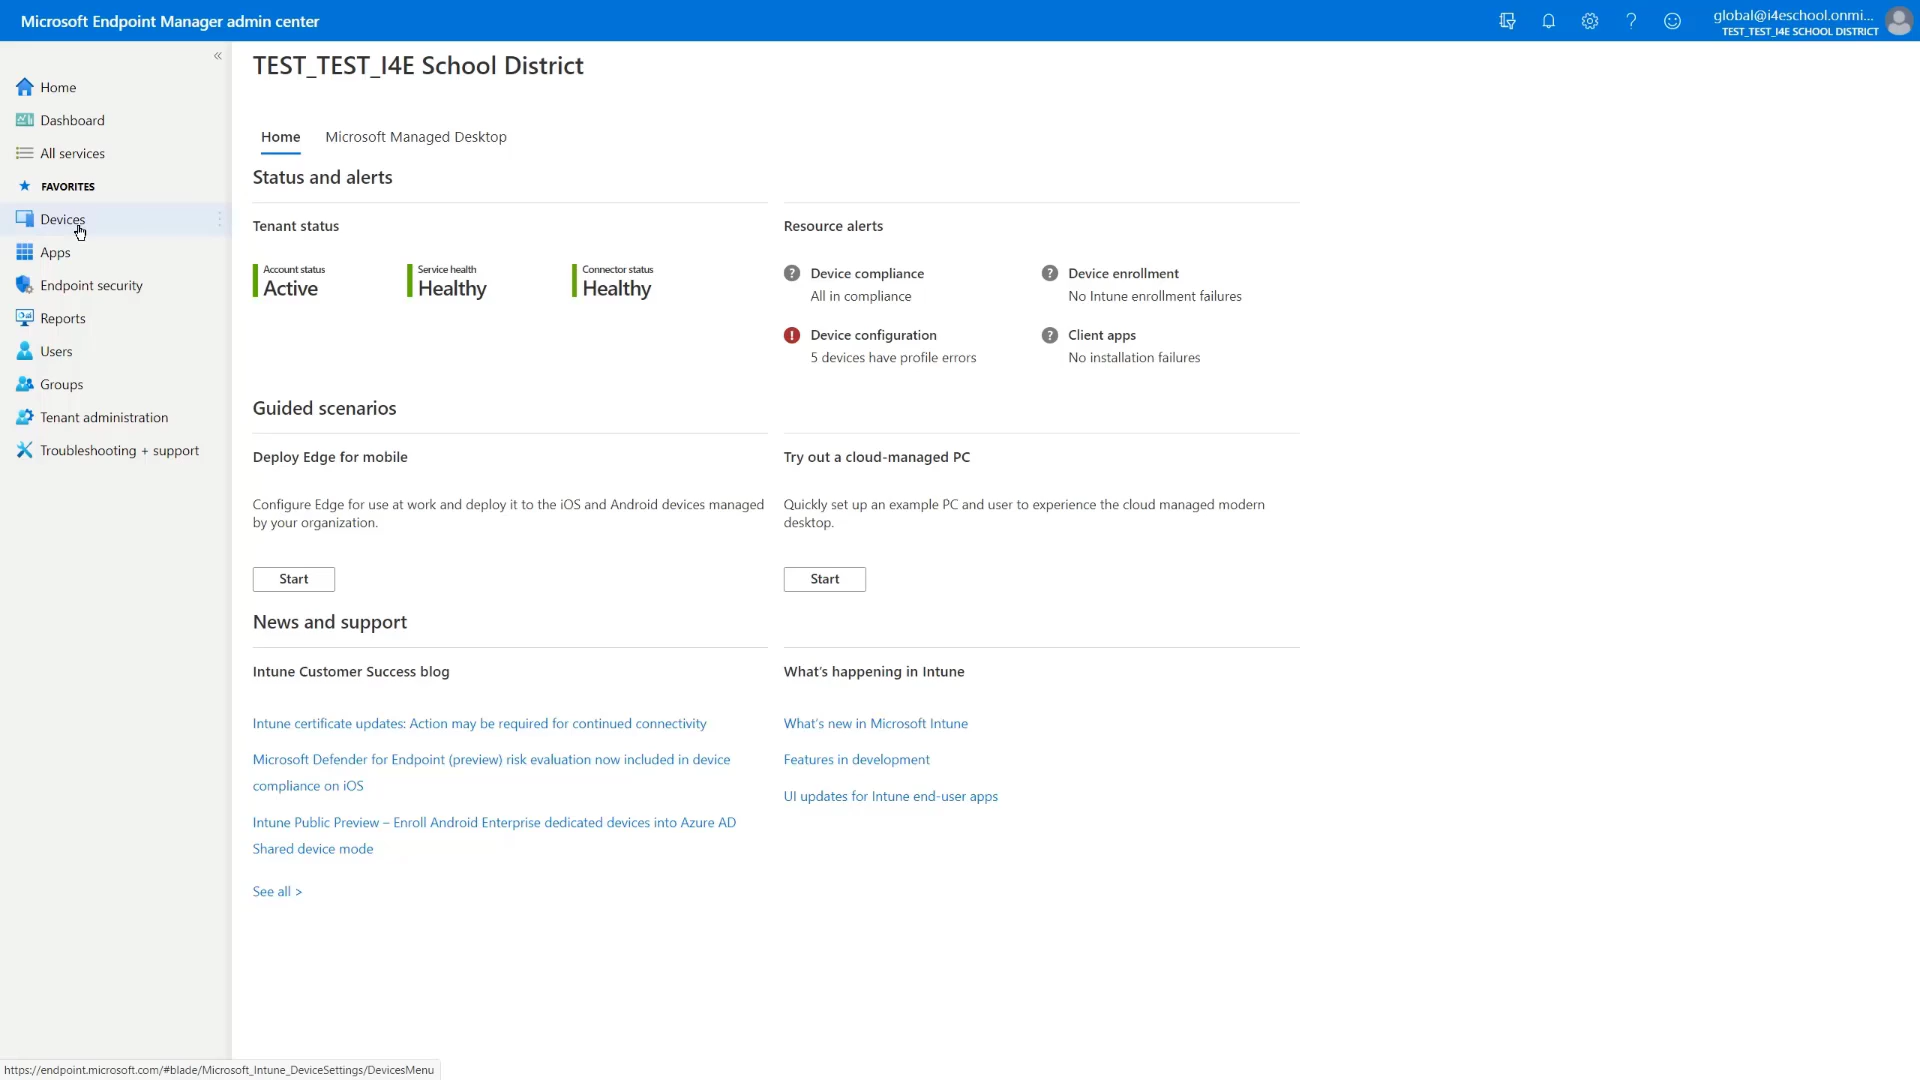 Microsoft Endpoint Manager admin center
global@i4eschool.onmi...
TEST_TEST_I4E SCHOOL DISTRICT
«
Home
Dashboard
All services
FAVORITES
Devices
Apps
Endpoint security
Reports
Users
Groups
Tenant administration
Troubleshooting + support
TEST_TEST_I4E School District
Home
Microsoft Managed Desktop
Status and alerts
Tenant status
Account status
Active
Service health
Healthy
Connector status
Healthy
Resource alerts
Device compliance
All in compliance
Device enrollment
No Intune enrollment failures
Device configuration
5 devices have profile errors
Client apps
No installation failures
Guided scenarios
Deploy Edge for mobile
Configure Edge for use at work and deploy it to the iOS and Android devices managed
by your organization.
Start
Try out a cloud-managed PC
Quickly set up an example PC and user to experience the cloud managed modern
desktop.
Start
News and support
Intune Customer Success blog
Intune certificate updates: Action may be required for continued connectivity
Microsoft Defender for Endpoint (preview) risk evaluation now included in device
compliance on iOS
Intune Public Preview – Enroll Android Enterprise dedicated devices into Azure AD
Shared device mode
See all >
What's happening in Intune
What's new in Microsoft Intune
Features in development
UI updates for Intune end-user apps
https://endpoint.microsoft.com/#blade/Microsoft_Intune_DeviceSettings/DevicesMenu